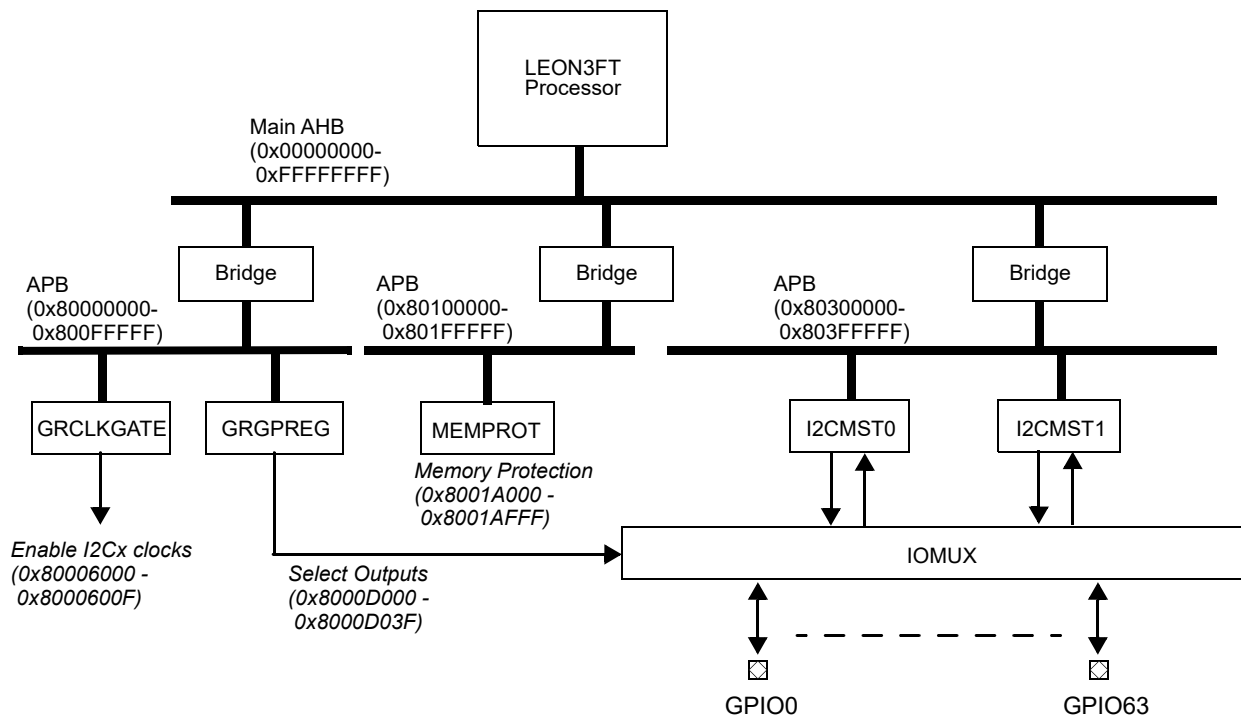 LEON3FT
Processor
Main AHB
(0x00000000-
0xFFFFFFFF)
Bridge
Bridge
Bridge
APB
(0x80000000-
0x800FFFFF)
APB
(0x80100000-
0x801FFFFF)
APB
(0x80300000-
0x803FFFFF)
GRCLKGATE
GRGPREG
MEMPROT
I2CMST0
I2CMST1
Memory Protection
(0x8001A000 -
0x8001AFFF)
Enable I2Cx clocks
(0x80006000 -
0x8000600F)
Select Outputs
(0x8000D000 -
0x8000D03F)
IOMUX
GPIO0
GPIO63